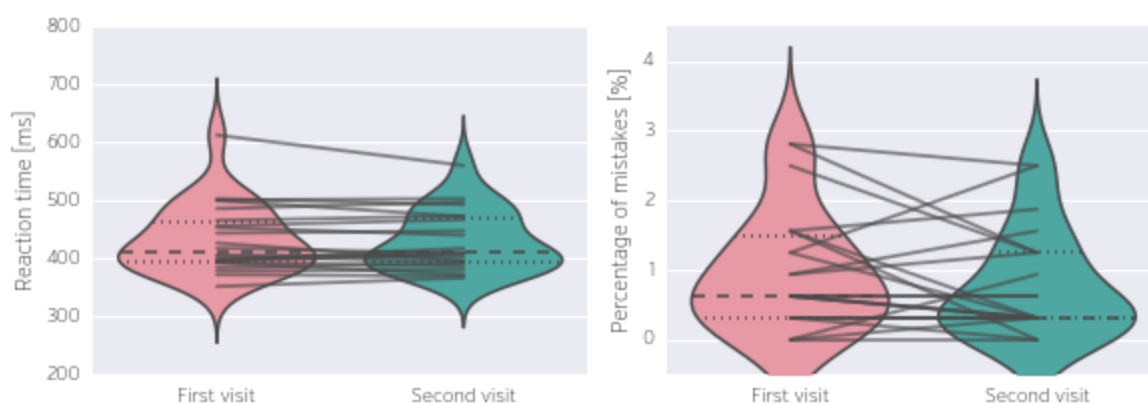 Reaction time [ms]
800
700
600
500
400
300
200
First visit
Second visit
Percentage of mistakes [%]
4
3
2
1
0
First visit
Second visit